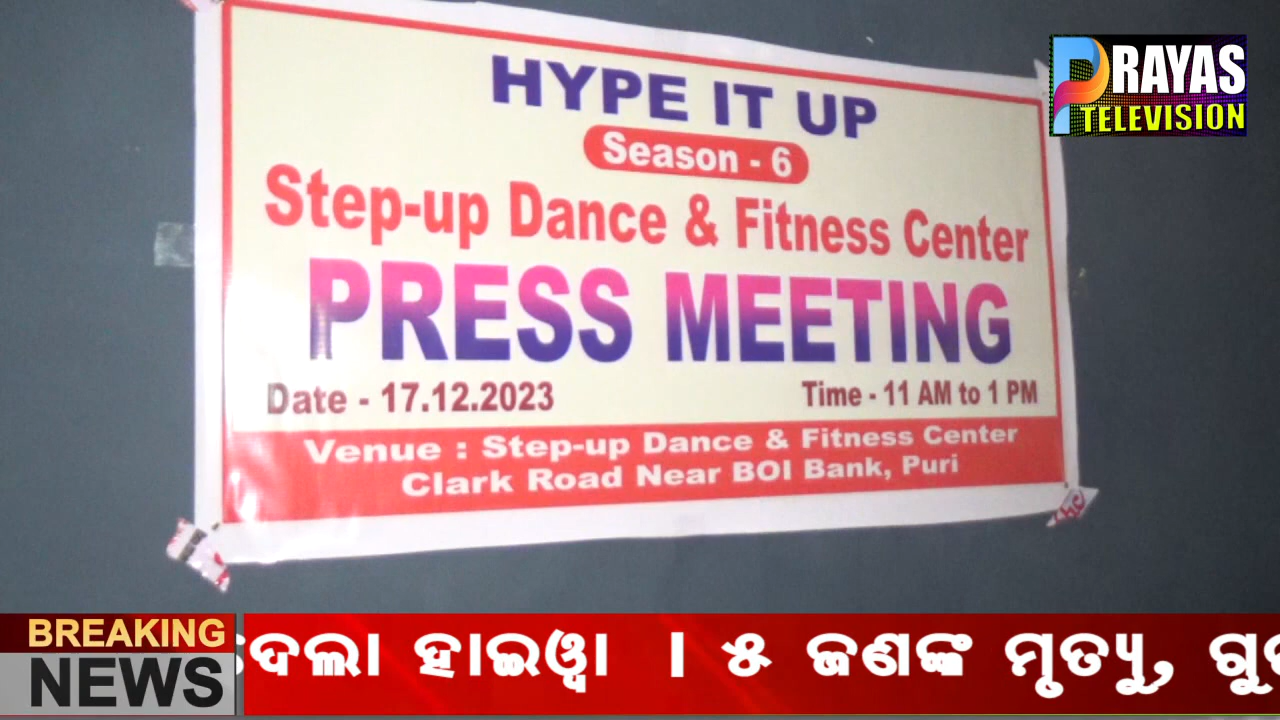 HYPE IT UP
Season - 6
Step-up Dance & Fitness Center
PRESS MEETING
Date - 17.12.2023
Time - 11 AM to 1 PM
Venue : Step-up Dance & Fitness Center
Clark Road Near BOI Bank, Puri
PRAYAS
TELEVISION
BREAKING
NEWS
ହାଇୱା । ୫ ଜଣଙ୍କ ମୃତ୍ୟୁ,